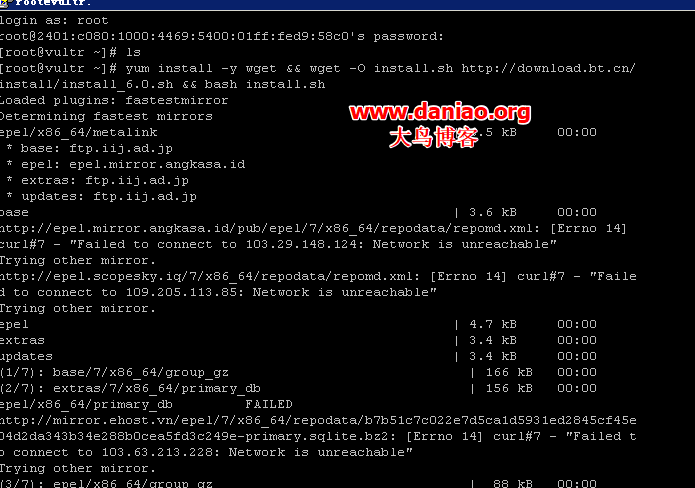 root@vultr:
login as: root
root@2401:c080:1000:4469:5400:01ff:fed9:58c0's password:
[root@vultr ~]# ls
[root@vultr ~]# yum install -y wget && wget -O install.sh http://download.bt.cn/
install/install_6.0.sh && bash install.sh
Loaded plugins: fastestmirror
Determining fastest mirrors
www.daniao.org
epel/x86_64/metalink .5 kB 00:00
大鸟博客
* base: ftp.iij.ad.jp
* epel: epel.mirror.angkasa.id
* extras: ftp.iij.ad.jp
* updates: ftp.iij.ad.jp
base | 3.6 kB 00:00
http://epel.mirror.angkasa.id/pub/epel/7/x86_64/repodata/repomd.xml: [Errno 14]
curl#7 - "Failed to connect to 103.29.148.124: Network is unreachable"
Trying other mirror.
http://epel.scopesky.iq/7/x86_64/repodata/repomd.xml: [Errno 14] curl#7 - "Faile
d to connect to 109.205.113.85: Network is unreachable"
Trying other mirror.
epel | 4.7 kB 00:00
extras | 3.4 kB 00:00
updates | 3.4 kB 00:00
(1/7): base/7/x86_64/group_gz | 166 kB 00:00
(2/7): extras/7/x86_64/primary_db | 156 kB 00:00
epel/x86_64/primary_db FAILED
http://mirror.ehost.vn/epel/7/x86_64/repodata/b7b51c7c022e7d5ca1d5931ed2845cf45e
04d2da343b34e288b0cea5fd3c249e-primary.sqlite.bz2: [Errno 14] curl#7 - "Failed t
o connect to 103.63.213.228: Network is unreachable"
Trying other mirror.
(3/7): epel/x86_64/group_gz | 88 kB 00:00